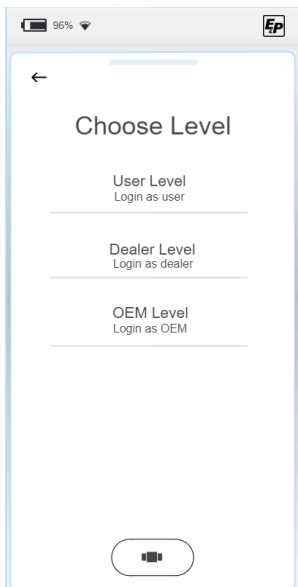 96%
EP
Choose Level
User Level
Login as user
Dealer Level
Login as dealer
OEM Level
Login as OEM